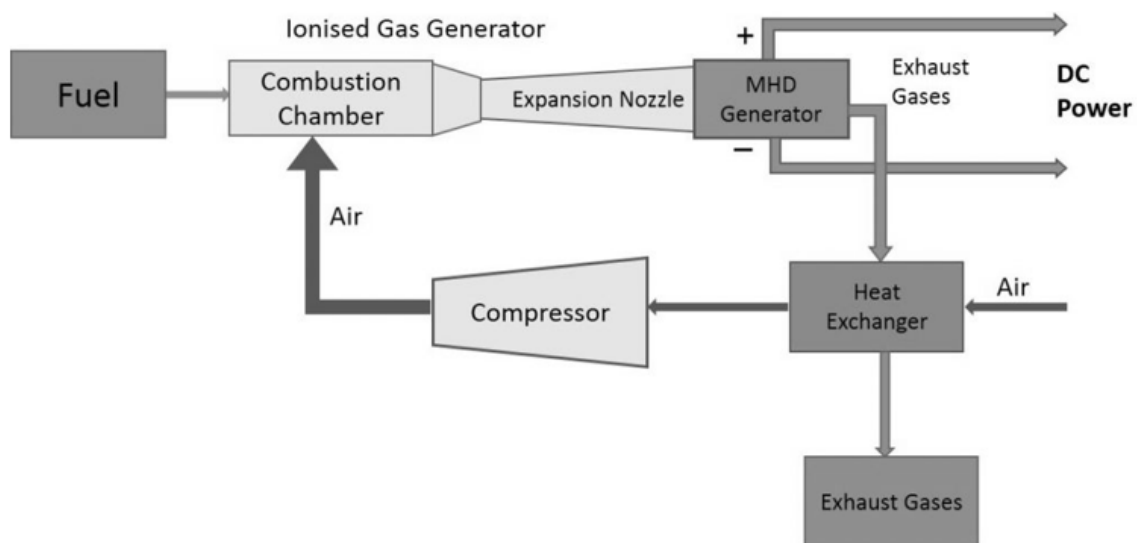 Ionised Gas Generator
Fuel
Combustion
Chamber
Expansion Nozzle
+
MHD
Generator
−
Exhaust
Gases
DC
Power
Air
Compressor
Heat
Exchanger
Air
Exhaust Gases